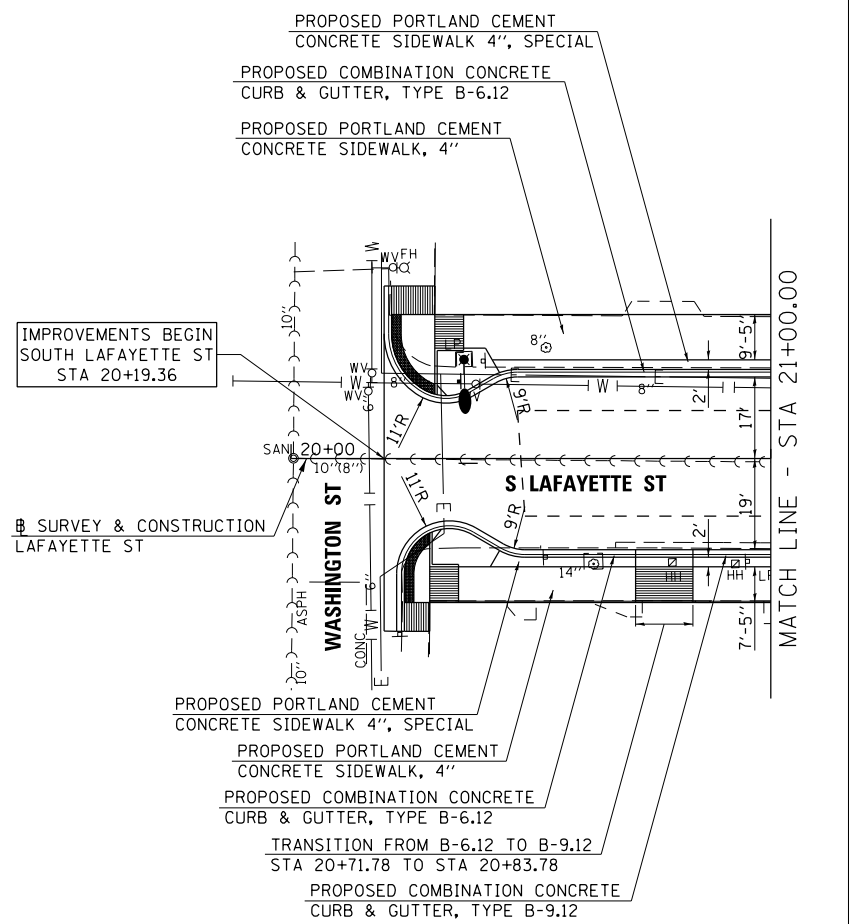 PROPOSED PORTLAND CEMENT
CONCRETE SIDEWALK 4'', SPECIAL
PROPOSED COMBINATION CONCRETE
CURB & GUTTER, TYPE B-6.12
PROPOSED PORTLAND CEMENT
CONCRETE SIDEWALK, 4''
W
WV
FH
10''
LP
8''
9'-5''
IMPROVEMENTS BEGIN
SOUTH LAFAYETTE ST
STA 20+19.36
WV
W
8''
WV
6''
V
E
E
W
8''
2'
17'
11'R
9'R
SANI
20+00
10''(8'')
S LAFAYETTE ST
MATCH LINE - STA 21+00.00
BL SURVEY & CONSTRUCTION
LAFAYETTE ST
WASHINGTON ST
11'R
E
9'R
19'
2'
14''
HH
HH
LP
7'-5''
6''
ASPH
W
CONC
10''
E
PROPOSED PORTLAND CEMENT
CONCRETE SIDEWALK 4'', SPECIAL
PROPOSED PORTLAND CEMENT
CONCRETE SIDEWALK, 4''
PROPOSED COMBINATION CONCRETE
CURB & GUTTER, TYPE B-6.12
TRANSITION FROM B-6.12 TO B-9.12
STA 20+71.78 TO STA 20+83.78
PROPOSED COMBINATION CONCRETE
CURB & GUTTER, TYPE B-9.12